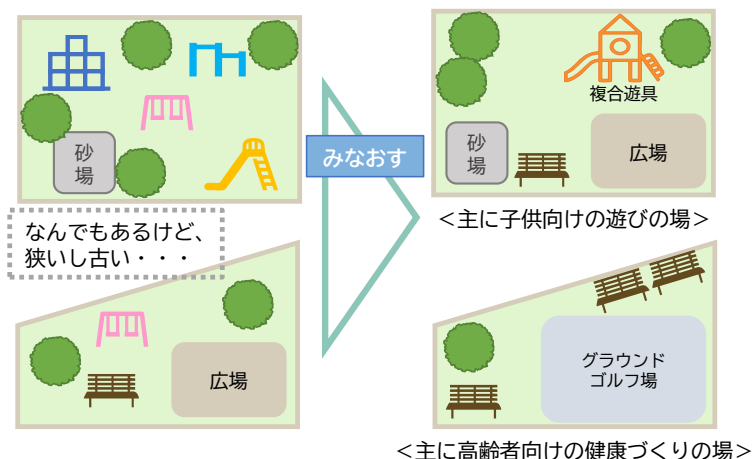 砂
場
なんでもあるけど、
狭いし古い・・・
広場
みなおす
複合遊具
砂
場
広場
＜主に子供向けの遊びの場＞
グラウンド
ゴルフ場
＜主に高齢者向けの健康づくりの場＞